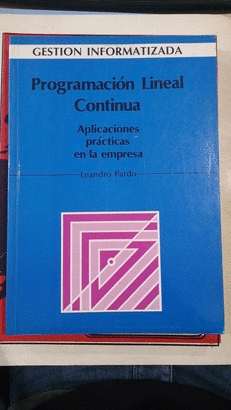 GESTION INFORMATIZADA
Programación Lineal
Continua
Aplicaciones
prácticas
en la empresa
Leandro Pardo